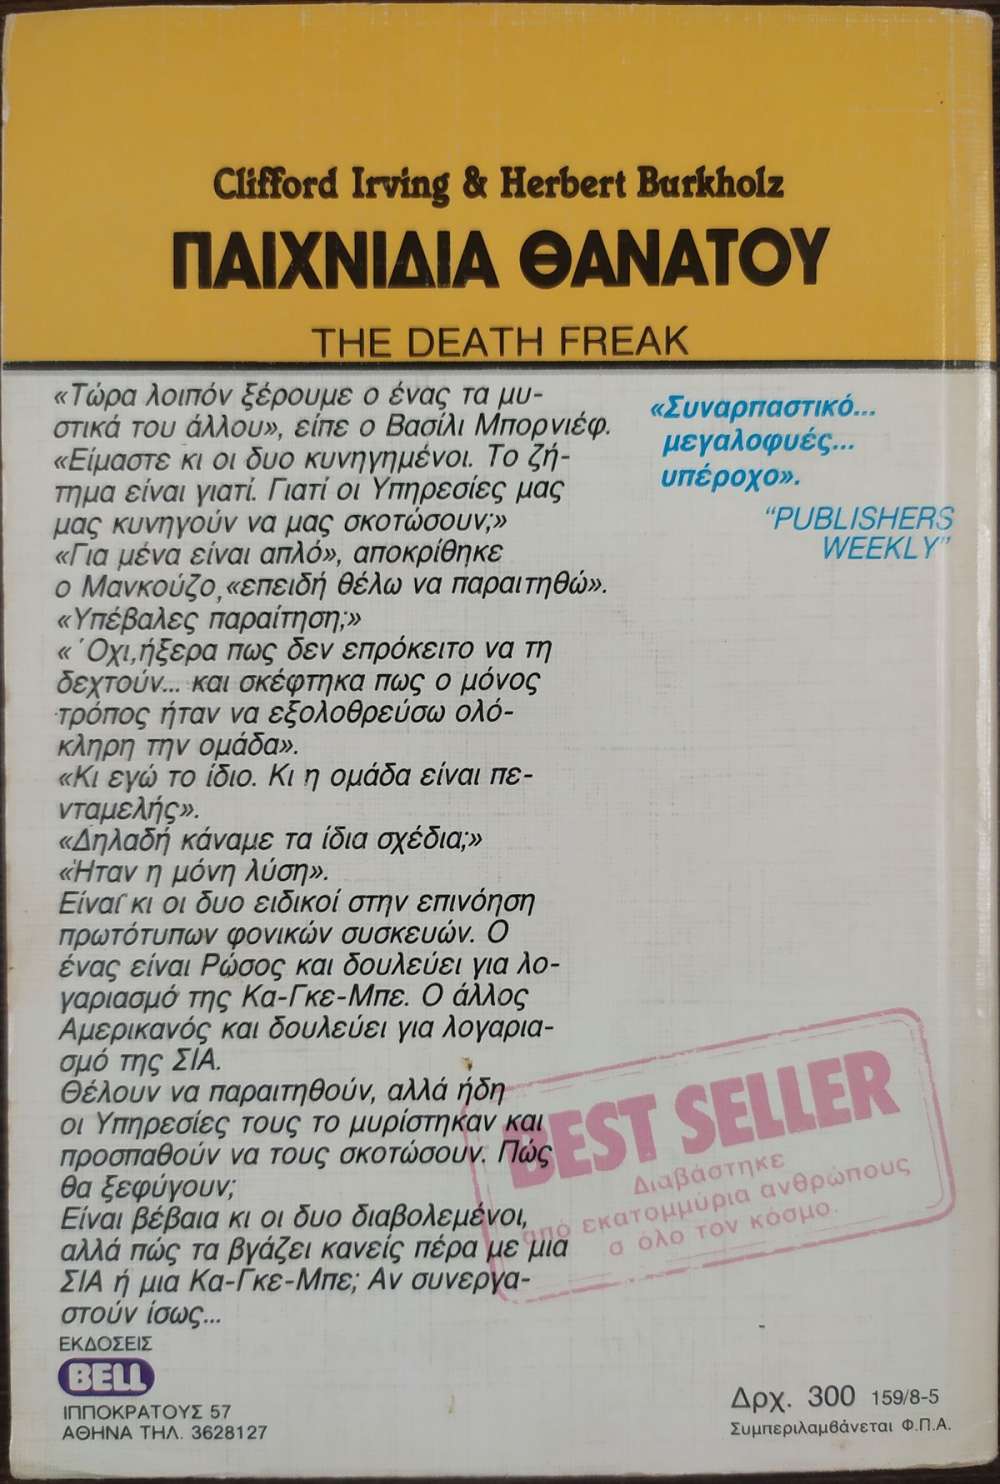 Clifford Irving & Herbert Burkholz
ΠΑΙΧΝΙΔΙΑ ΘΑΝΑΤΟΥ
THE DEATH FREAK
«Τώρα λοιπόν ξέρουμε ο ένας τα μυ-
στικά του άλλου», είπε ο Βασίλι Μπορνιέφ.
«Είμαστε κι οι δυο κυνηγημένοι. Το ζή-
τημα είναι γιατί. Γιατί οι Υπηρεσίες μας
μας κυνηγούν να μας σκοτώσουν;»
«Για μένα είναι απλό», αποκρίθηκε
ο Μανκούζο, «επειδή θέλω να παραιτηθώ».
«Υπέβαλες παραίτηση;»
«΄Οχι, ήξερα πως δεν επρόκειτο να τη
δεχτούν... και σκέφτηκα πως ο μόνος
τρόπος ήταν να εξολοθρεύσω ολό-
κληρη την ομάδα».
«Κι εγώ το ίδιο. Κι η ομάδα είναι πε-
νταμελής».
«Δηλαδή κάναμε τα ίδια σχέδια;»
«Ήταν η μόνη λύση».
Είναι κι οι δυο ειδικοί στην επινόηση
πρωτότυπων φονικών συσκευών. Ο
ένας είναι Ρώσος και δουλεύει για λο-
γαριασμό της Κα-Γκε-Μπε. Ο άλλος
Αμερικανός και δουλεύει για λογαρια-
σμό της ΣΙΑ.
Θέλουν να παραιτηθούν, αλλά ήδη
οι Υπηρεσίες τους το μυρίστηκαν και
προσπαθούν να τους σκοτώσουν. Πώς
θα ξεφύγουν;
Είναι βέβαια κι οι δυο διαβολεμένοι,
αλλά πώς τα βγάζει κανείς πέρα με μια
ΣΙΑ ή μια Κα-Γκε-Μπε; Αν συνεργα-
στούν ίσως...
«Συναρπαστικό...
μεγαλοφυές...
υπέροχο».
"PUBLISHERS
WEEKLY"
BEST SELLER
Διαβάστηκε
από εκατομμύρια ανθρώπους
σ όλο τον κόσμο.
ΕΚΔΟΣΕΙΣ
BELL
ΙΠΠΟΚΡΑΤΟΥΣ 57
ΑΘΗΝΑ ΤΗΛ. 3628127
Δρχ. 300 159/8-5
Συμπεριλαμβάνεται Φ.Π.Α.